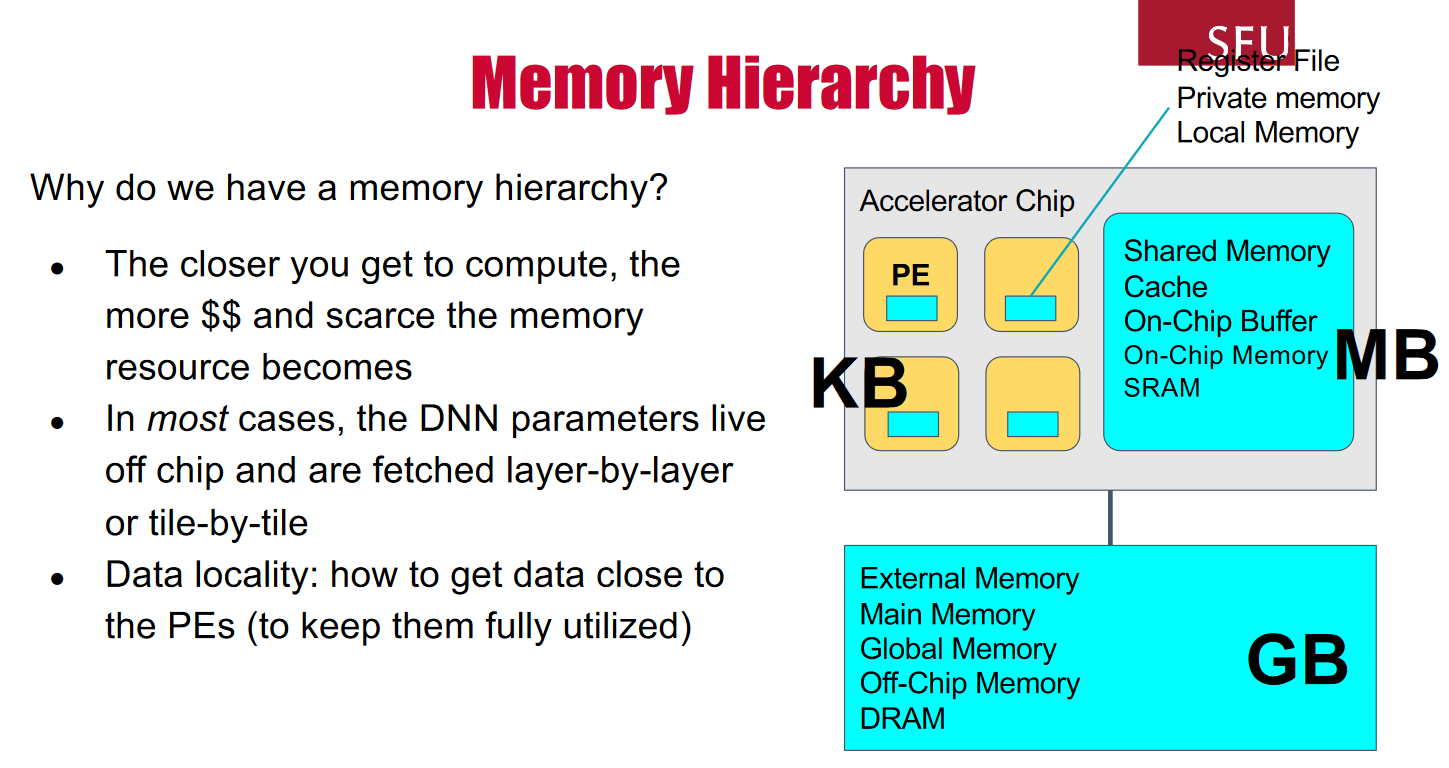 SFU
Memory Hierarchy
Register File
Private memory
Local Memory
Why do we have a memory hierarchy?
● The closer you get to compute, the
more $$ and scarce the memory
resource becomes
● In most cases, the DNN parameters live
off chip and are fetched layer-by-layer
or tile-by-tile
● Data locality: how to get data close to
the PEs (to keep them fully utilized)
Accelerator Chip
PE
KB
Shared Memory
Cache
On-Chip Buffer
On-Chip Memory
SRAM
MB
External Memory
Main Memory
Global Memory
Off-Chip Memory
DRAM
GB